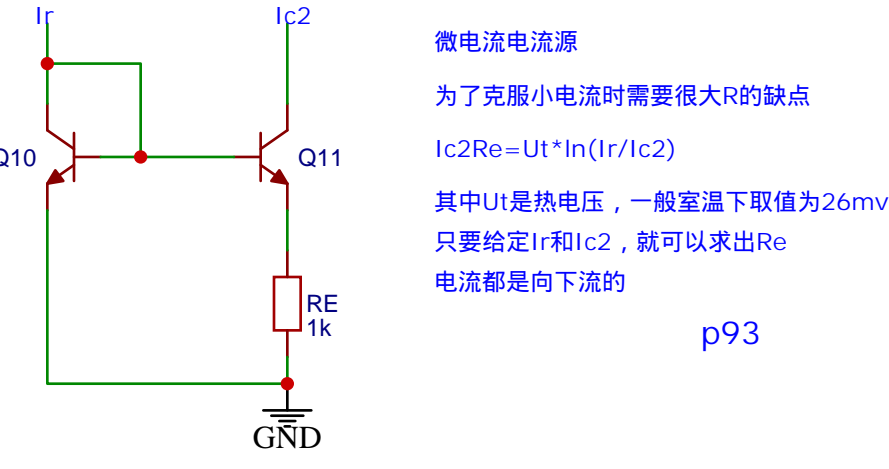 Ir
Ic2
Q10
Q11
RE
1k
GND
微电流电流源
为了克服小电流时需要很大R的缺点
Ic2Re=Ut*ln(Ir/Ic2)
其中Ut是热电压，一般室温下取值为26mv
只要给定Ir和Ic2，就可以求出Re
电流都是向下流的
p93